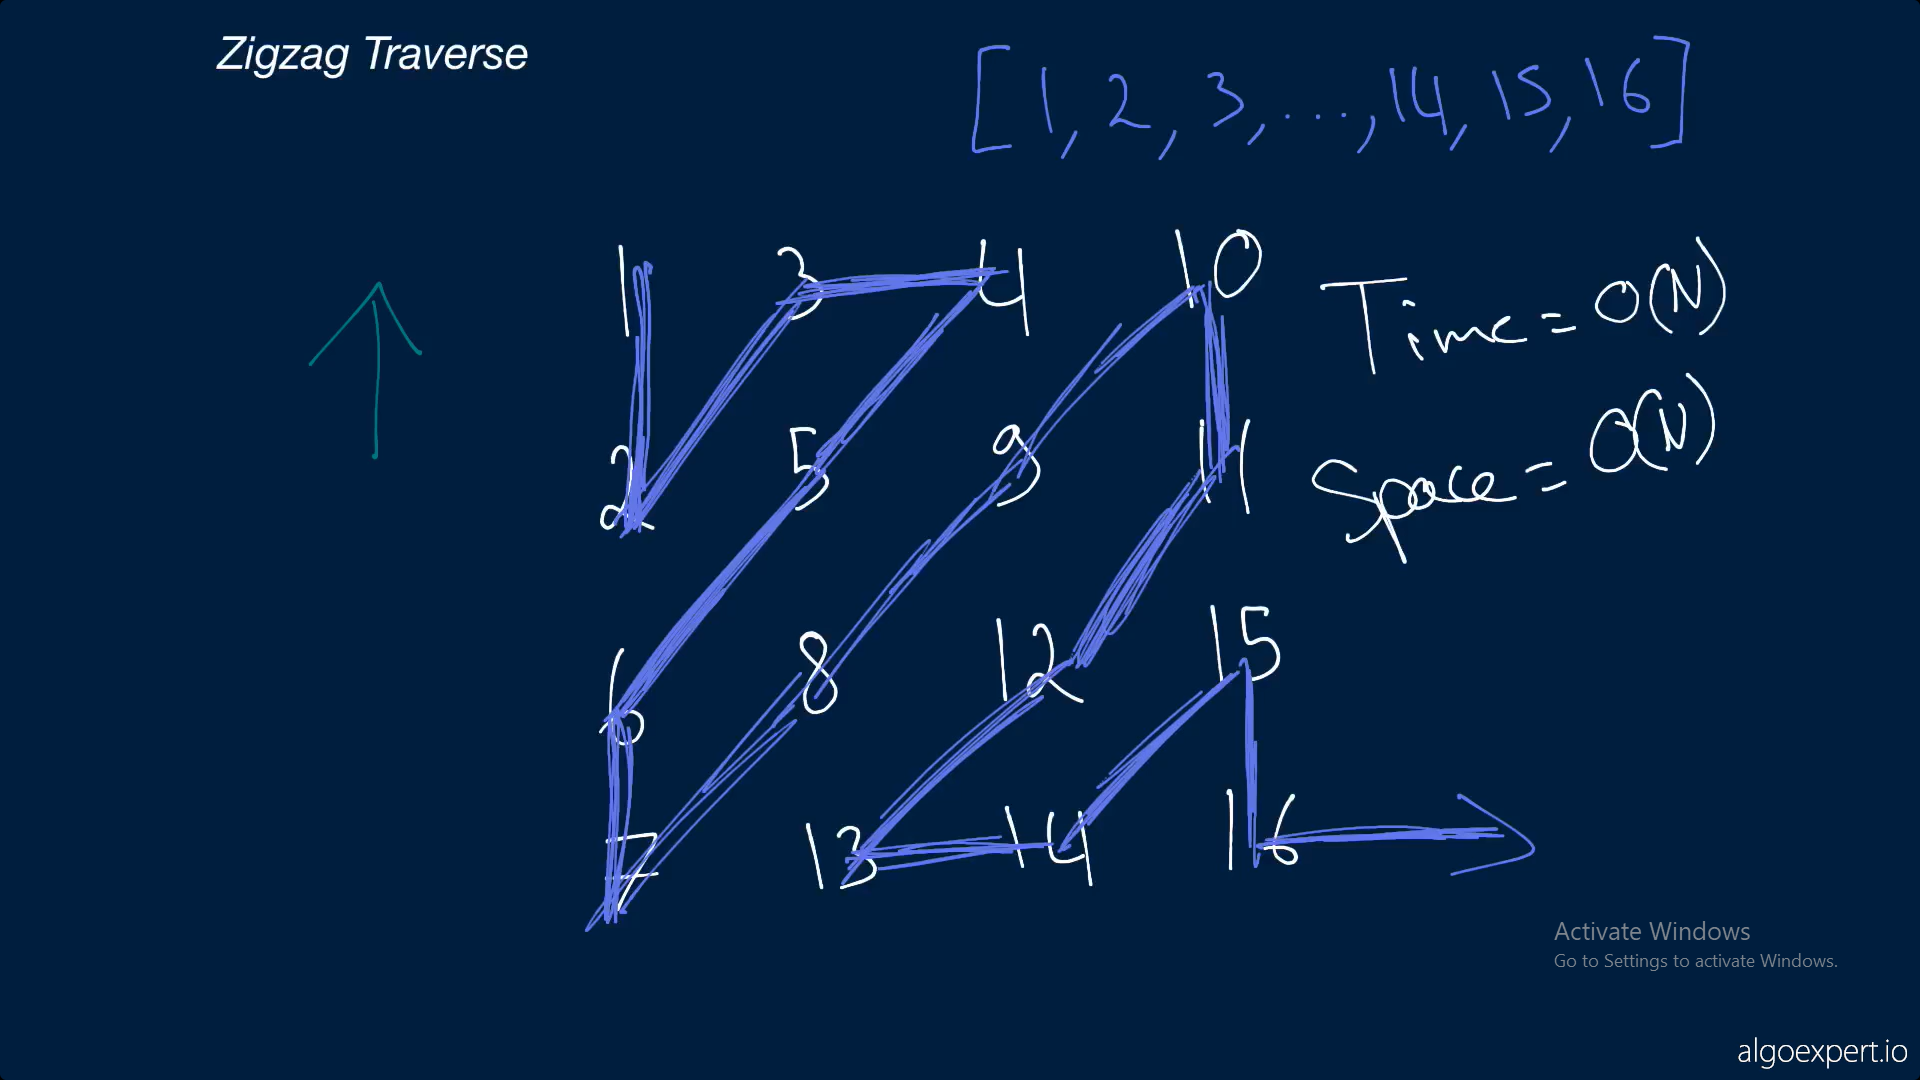 Zigzag Traverse
[1, 2, 3, ..., 14, 15, 16]
1 3 4 10
Time = O(N)
2 5 9 11
Space = O(N)
6 8 12 15
7 13 14 16
Activate Windows
Go to Settings to activate Windows.
algoexpert.io